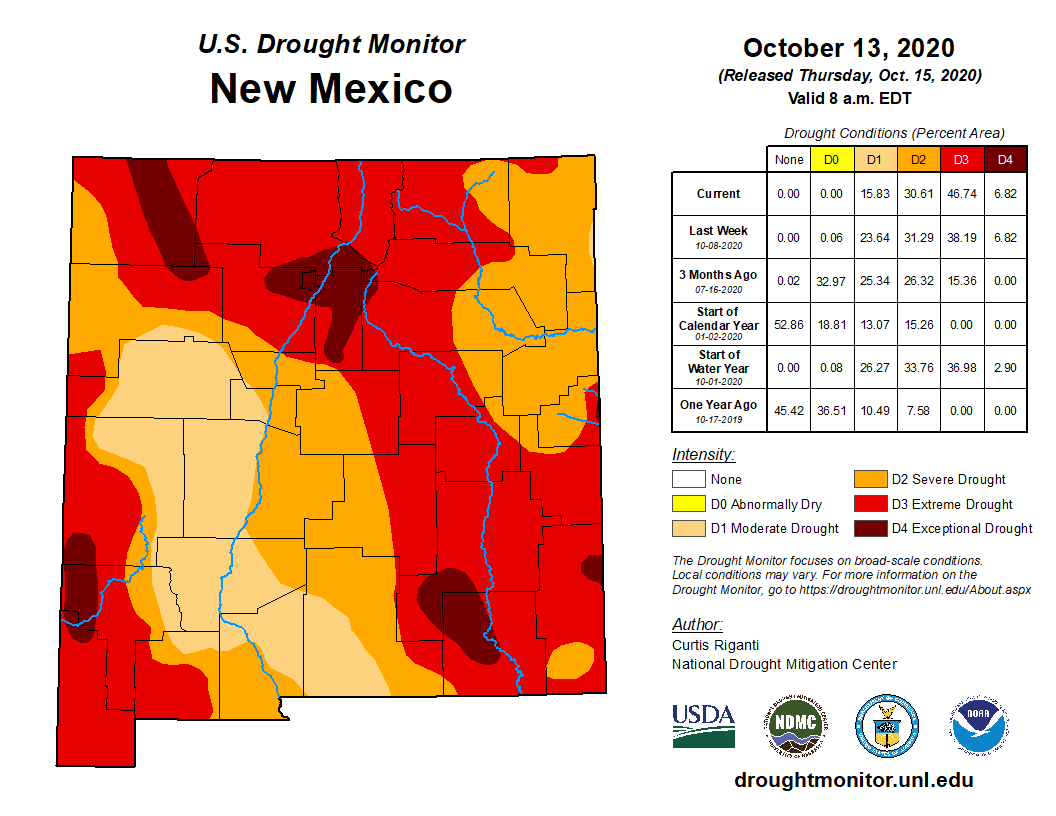 U.S. Drought Monitor
New Mexico
October 13, 2020
(Released Thursday, Oct. 15, 2020)
Valid 8 a.m. EDT
Drought Conditions (Percent Area)
None D0 D1 D2 D3 D4
Current 0.00 0.00 15.83 30.61 46.74 6.82
Last Week
10-08-2020 0.00 0.06 23.64 31.29 38.19 6.82
3 Months Ago
07-16-2020 0.02 32.97 25.34 26.32 15.36 0.00
Start of
Calendar Year
01-02-2020 52.86 18.81 13.07 15.26 0.00 0.00
Start of
Water Year
10-01-2020 0.00 0.08 26.27 33.76 36.98 2.90
One Year Ago
10-17-2019 45.42 36.51 10.49 7.58 0.00 0.00
Intensity:
None
D0 Abnormally Dry
D1 Moderate Drought
D2 Severe Drought
D3 Extreme Drought
D4 Exceptional Drought
The Drought Monitor focuses on broad-scale conditions.
Local conditions may vary. For more information on the
Drought Monitor, go to https://droughtmonitor.unl.edu/About.aspx
Author:
Curtis Riganti
National Drought Mitigation Center
USDA
NDMC
NOAA
droughtmonitor.unl.edu